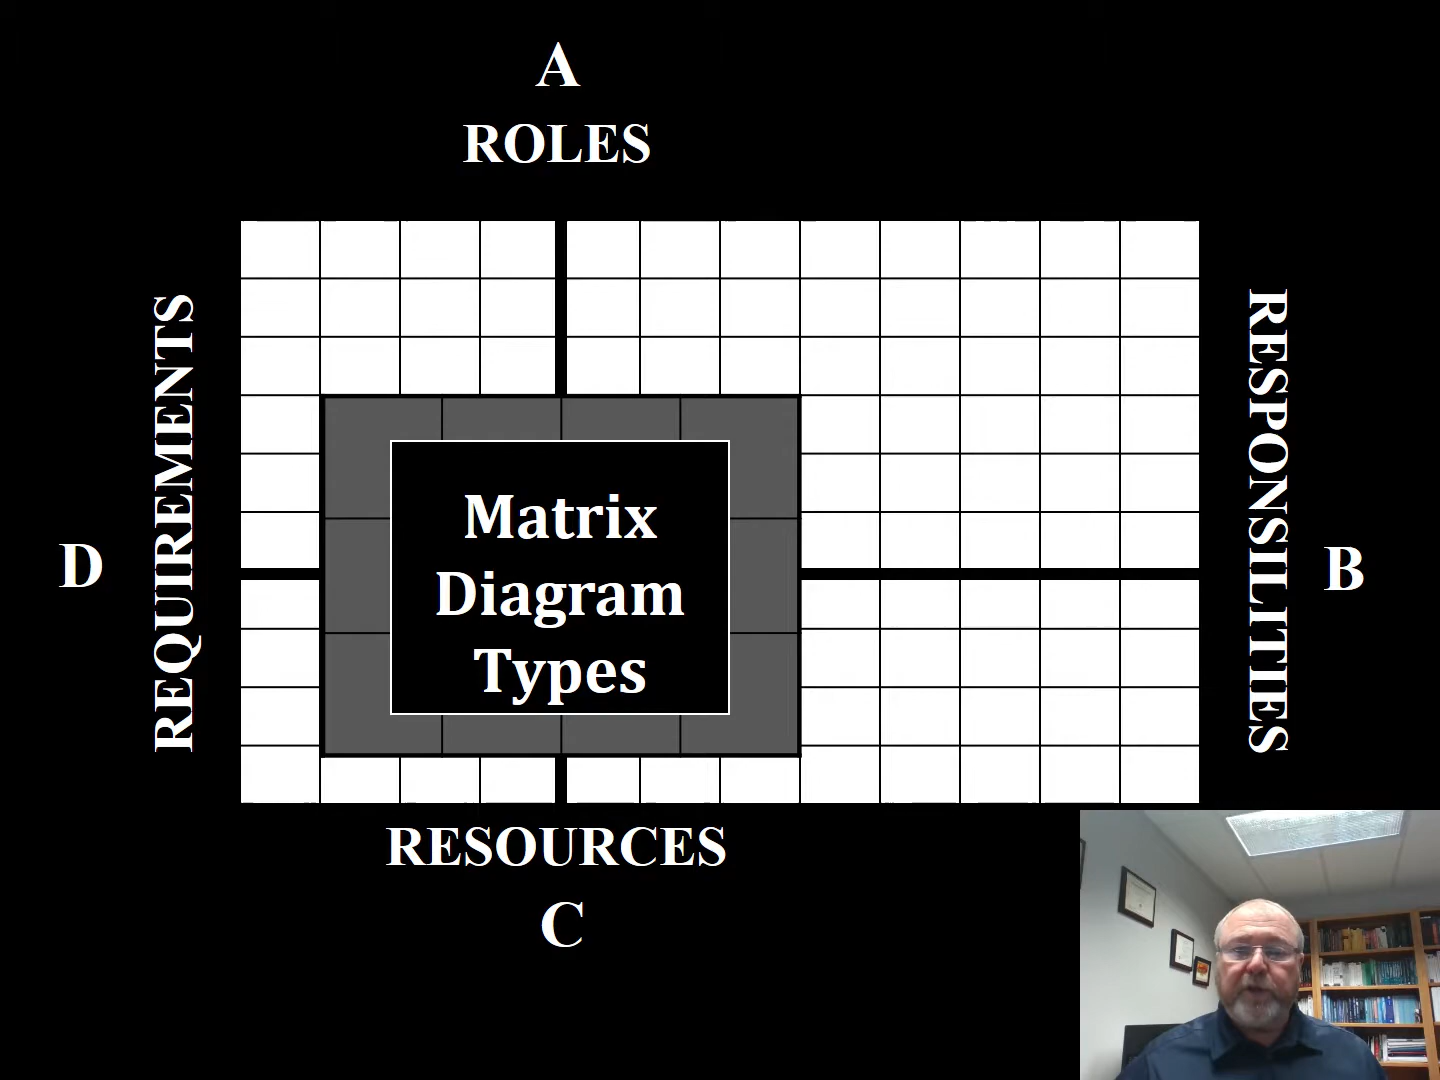 A
ROLES
REQUIREMENTS
D
Matrix
Diagram
Types
RESPONSILITIES
B
RESOURCES
C